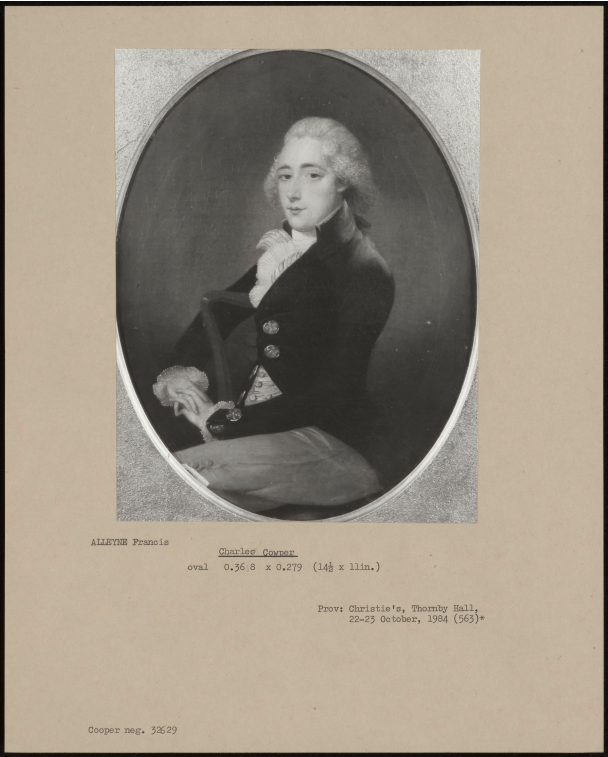 ALLEYNE Francis
Charles Cowper
oval 0.368 x 0.279 (14½ x 11in.)
Prov: Christie's, Thornby Hall,
22-23 October, 1984 (563)*
Cooper neg. 32629